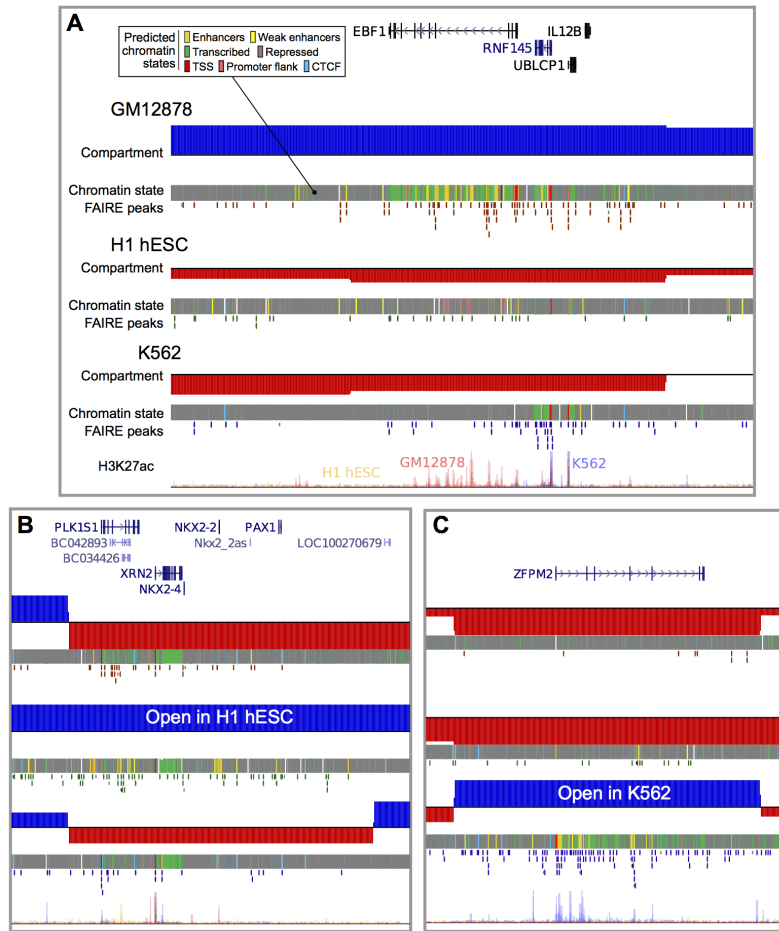 A
EBF1
IL12B
RNF145
UBLCP1
Predicted chromatin states
Enhancers Weak enhancers
Transcribed Repressed
TSS Promoter flank CTCF
GM12878
Compartment
Chromatin state
FAIRE peaks
H1 hESC
Compartment
Chromatin state
FAIRE peaks
K562
Compartment
Chromatin state
FAIRE peaks
H3K27ac
H1 hESC
GM12878
K562
B
PLK1S1 NKX2-2 PAX1
BC042893 Nkx2_2as LOC100270679
BC034426
XRN2
NKX2-4
Open in H1 hESC
C
ZFPM2
Open in K562